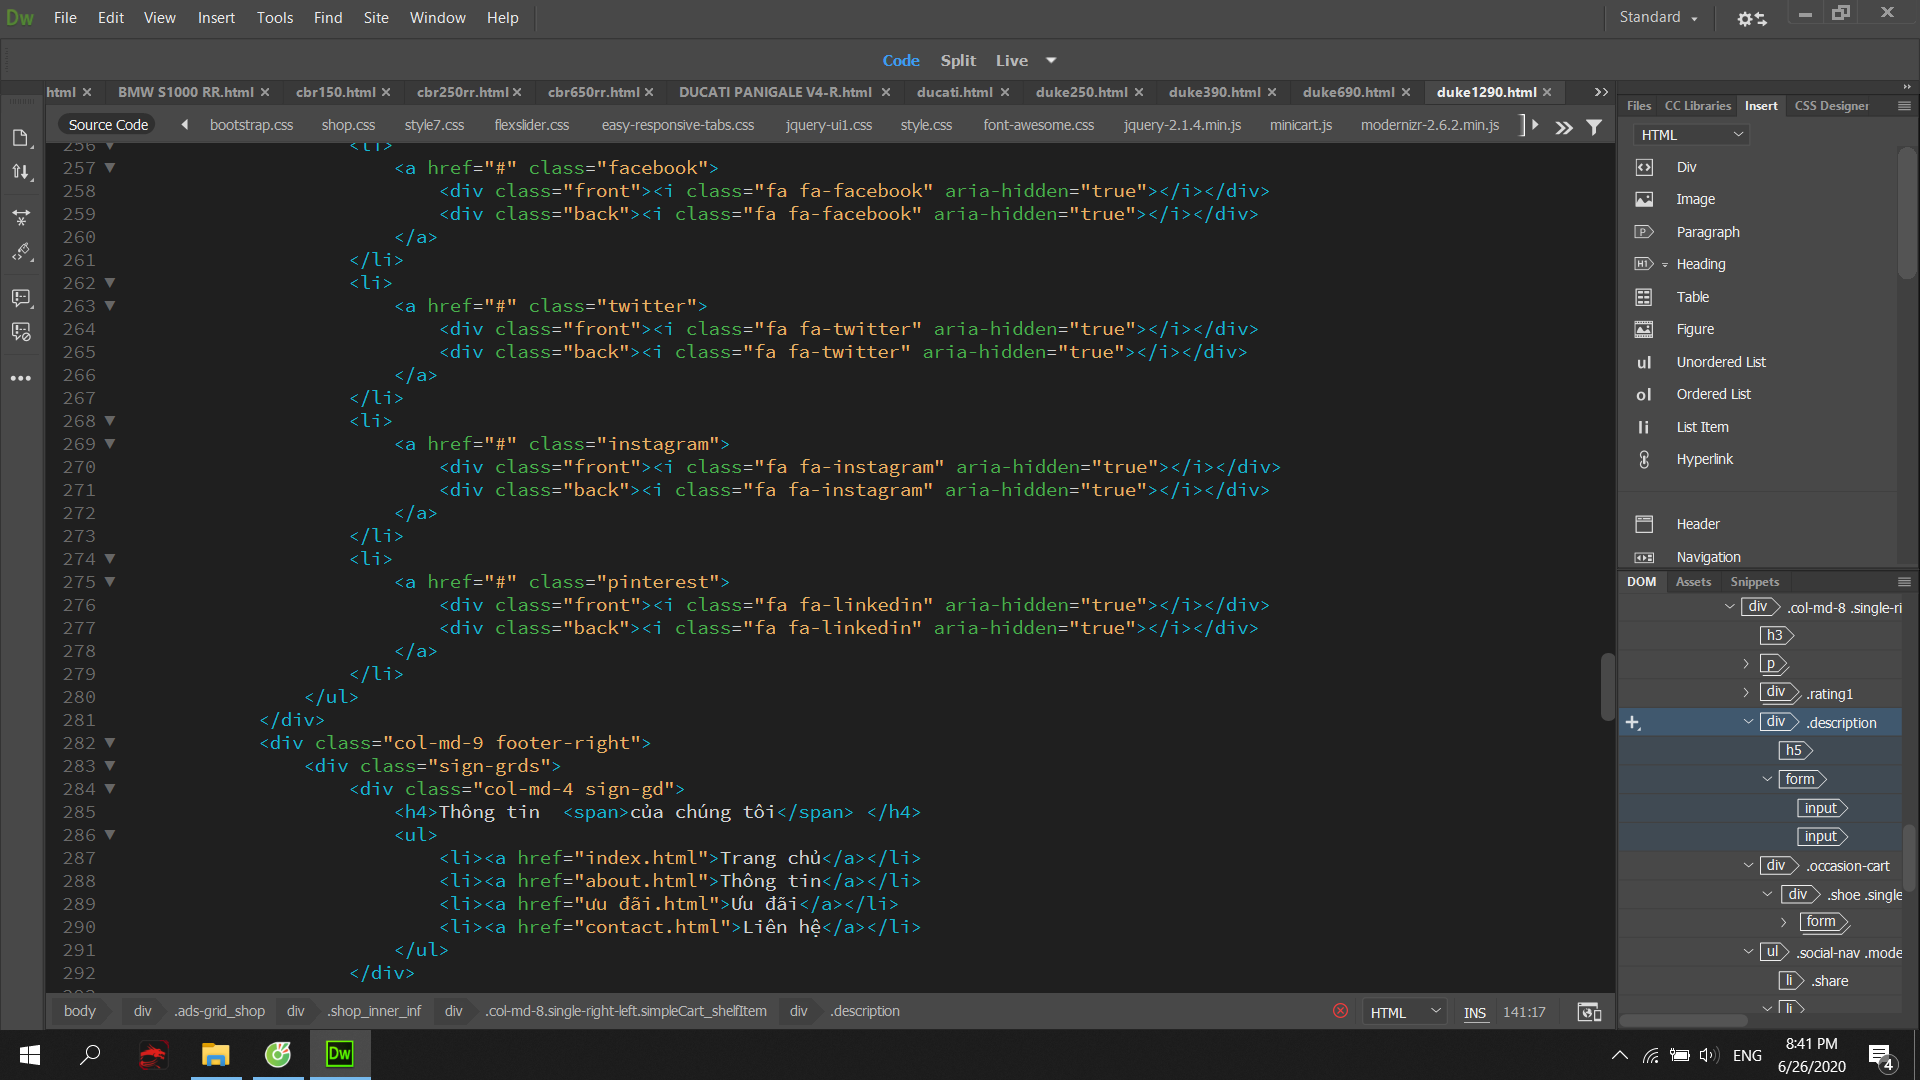 Dw File Edit View Insert Tools Find Site Window Help Standard
Code Split Live
html BMW S1000 RR.html cbr150.html cbr250rr.html cbr650rr.html DUCATI PANIGALE V4-R.html ducati.html duke250.html duke390.html duke690.html duke1290.html
Source Code bootstrap.css shop.css style7.css flexslider.css easy-responsive-tabs.css jquery-ui1.css style.css font-awesome.css jquery-2.1.4.min.js minicart.js modernizr-2.6.2.min.js
256 <li>
257 <a href="#" class="facebook">
258 <div class="front"><i class="fa fa-facebook" aria-hidden="true"></i></div>
259 <div class="back"><i class="fa fa-facebook" aria-hidden="true"></i></div>
260 </a>
261 </li>
262 <li>
263 <a href="#" class="twitter">
264 <div class="front"><i class="fa fa-twitter" aria-hidden="true"></i></div>
265 <div class="back"><i class="fa fa-twitter" aria-hidden="true"></i></div>
266 </a>
267 </li>
268 <li>
269 <a href="#" class="instagram">
270 <div class="front"><i class="fa fa-instagram" aria-hidden="true"></i></div>
271 <div class="back"><i class="fa fa-instagram" aria-hidden="true"></i></div>
272 </a>
273 </li>
274 <li>
275 <a href="#" class="pinterest">
276 <div class="front"><i class="fa fa-linkedin" aria-hidden="true"></i></div>
277 <div class="back"><i class="fa fa-linkedin" aria-hidden="true"></i></div>
278 </a>
279 </li>
280 </ul>
281 </div>
282 <div class="col-md-9 footer-right">
283 <div class="sign-grds">
284 <div class="col-md-4 sign-gd">
285 <h4>Thông tin  <span>của chúng tôi</span> </h4>
286 <ul>
287 <li><a href="index.html">Trang chủ</a></li>
288 <li><a href="about.html">Thông tin</a></li>
289 <li><a href="ưu đãi.html">Ưu đãi</a></li>
290 <li><a href="contact.html">Liên hệ</a></li>
291 </ul>
292 </div>
body div .ads-grid_shop div .shop_inner_inf div .col-md-8.single-right-left.simpleCart_shelfItem div .description HTML INS 141:17
Files CC Libraries Insert CSS Designer
HTML
Div
Image
P Paragraph
H1 Heading
Table
Figure
ul Unordered List
ol Ordered List
li List Item
Hyperlink
Header
Navigation
DOM Assets Snippets
div .col-md-8 .single-ri
h3
p
div .rating1
div .description
h5
form
input
input
div .occasion-cart
div .shoe .single
form
ul .social-nav .mode
li .share
li
Dw ENG 8:41 PM
6/26/2020 4